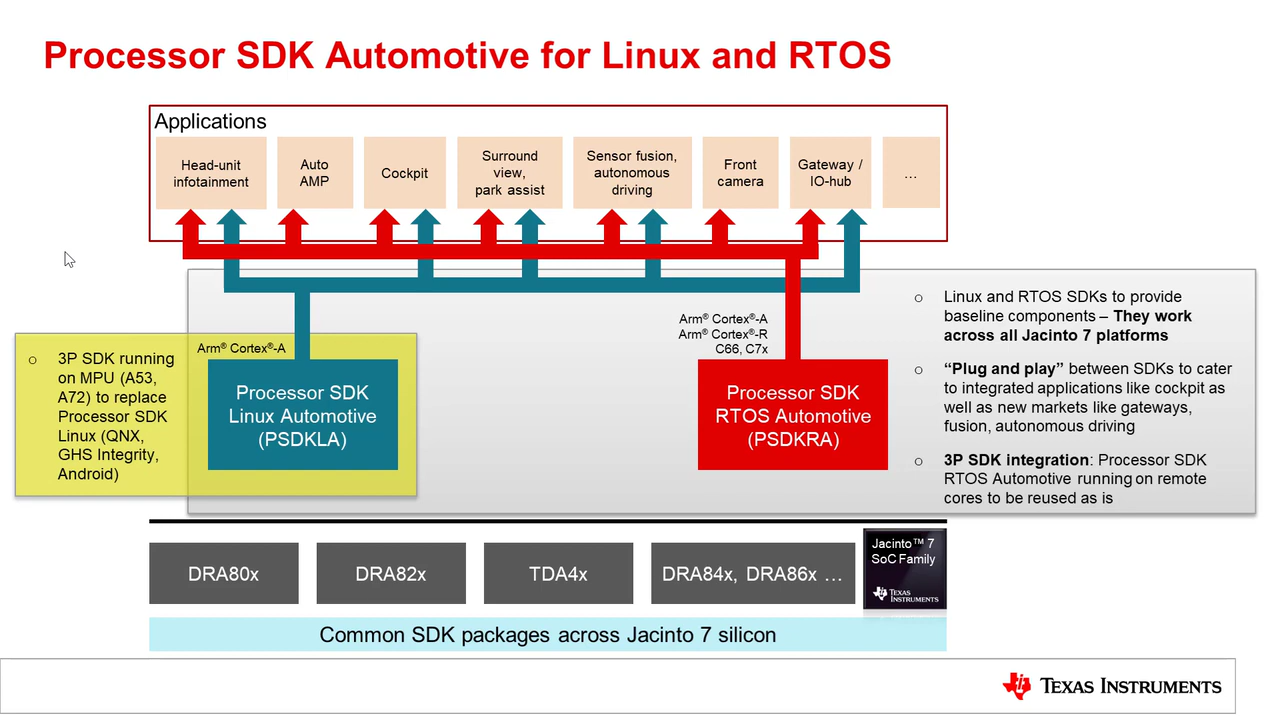 Processor SDK Automotive for Linux and RTOS
Applications
Head-unit
infotainment
Auto
AMP
Cockpit
Surround
view,
park assist
Sensor fusion,
autonomous
driving
Front
camera
Gateway /
IO-hub
...
Arm® Cortex®-A
Processor SDK
Linux Automotive
(PSDKLA)
Arm® Cortex®-A
Arm® Cortex®-R
C66, C7x
Processor SDK
RTOS Automotive
(PSDKRA)
○ 3P SDK running
on MPU (A53,
A72) to replace
Processor SDK
Linux (QNX,
GHS Integrity,
Android)
○ Linux and RTOS SDKs to provide
baseline components – They work
across all Jacinto 7 platforms
○ “Plug and play” between SDKs to cater
to integrated applications like cockpit as
well as new markets like gateways,
fusion, autonomous driving
○ 3P SDK integration: Processor SDK
RTOS Automotive running on remote
cores to be reused as is
DRA80x
DRA82x
TDA4x
DRA84x, DRA86x ...
Jacinto™ 7
SoC Family
TEXAS
INSTRUMENTS
Common SDK packages across Jacinto 7 silicon
TEXAS INSTRUMENTS